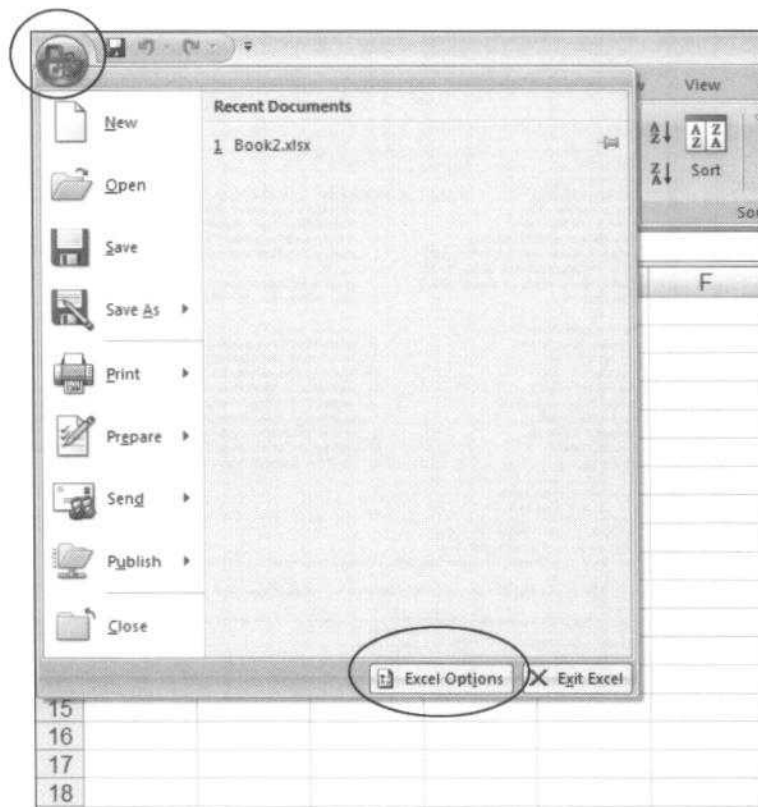 View
Recent Documents
New
1 Book2.xlsx
A
Z
A Z
Z A
Open
Z
A
Sort
Save
F
Save As
Print
Prepare
Send
Publish
Close
Excel Options
Exit Excel
15
16
17
18